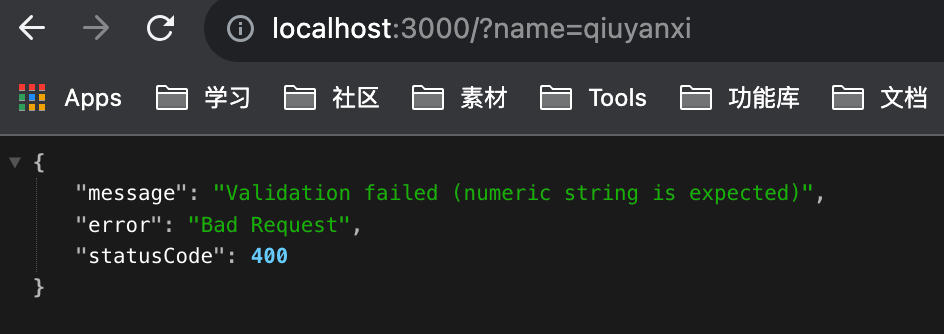 localhost:3000/?name=qiuyanxi
Apps 学习 社区 素材 Tools 功能库 文档
{
"message": "Validation failed (numeric string is expected)",
"error": "Bad Request",
"statusCode": 400
}